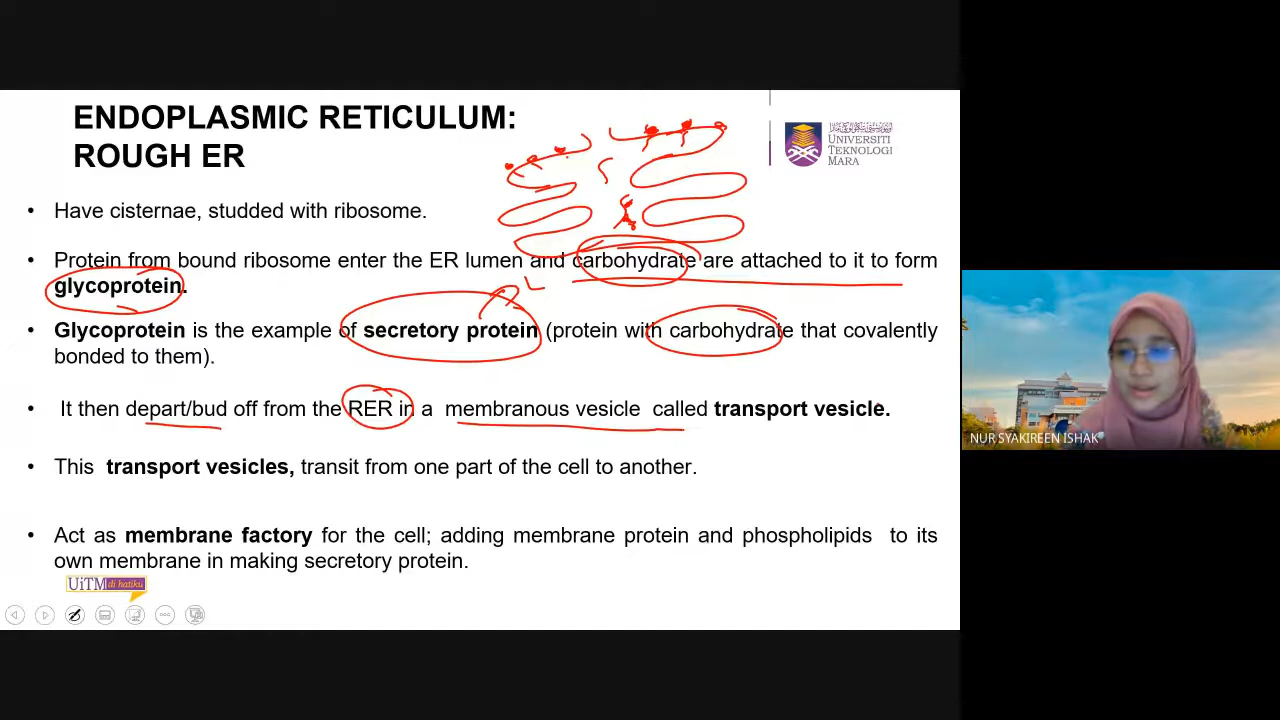 ENDOPLASMIC RETICULUM:
ROUGH ER
UNIVERSITI
TEKNOLOGI
MARA
• Have cisternae, studded with ribosome.
• Protein from bound ribosome enter the ER lumen and carbohydrate are attached to it to form
glycoprotein.
• Glycoprotein is the example of secretory protein (protein with carbohydrate that covalently
bonded to them).
• It then depart/bud off from the RER in a membranous vesicle called transport vesicle.
• This transport vesicles, transit from one part of the cell to another.
• Act as membrane factory for the cell; adding membrane protein and phospholipids to its
own membrane in making secretory protein.
UiTM di hatiku
NUR SYAKIREEN ISHAK